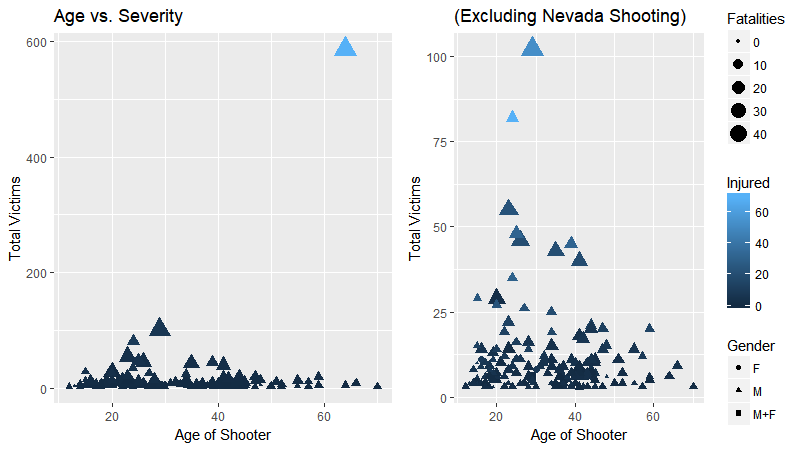 Age vs. Severity
600
400
200
0
20
40
60
Total Victims
Age of Shooter
(Excluding Nevada Shooting)
100
75
50
25
0
20
40
60
Total Victims
Age of Shooter
Fatalities
0
10
20
30
40
Injured
60
40
20
0
Gender
F
M
M+F